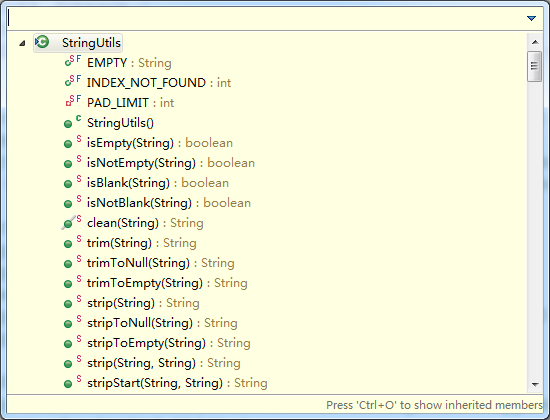 StringUtils
EMPTY : String
INDEX_NOT_FOUND : int
PAD_LIMIT : int
StringUtils()
isEmpty(String) : boolean
isNotEmpty(String) : boolean
isBlank(String) : boolean
isNotBlank(String) : boolean
clean(String) : String
trim(String) : String
trimToNull(String) : String
trimToEmpty(String) : String
strip(String) : String
stripToNull(String) : String
stripToEmpty(String) : String
strip(String, String) : String
stripStart(String, String) : String
Press 'Ctrl+O' to show inherited members